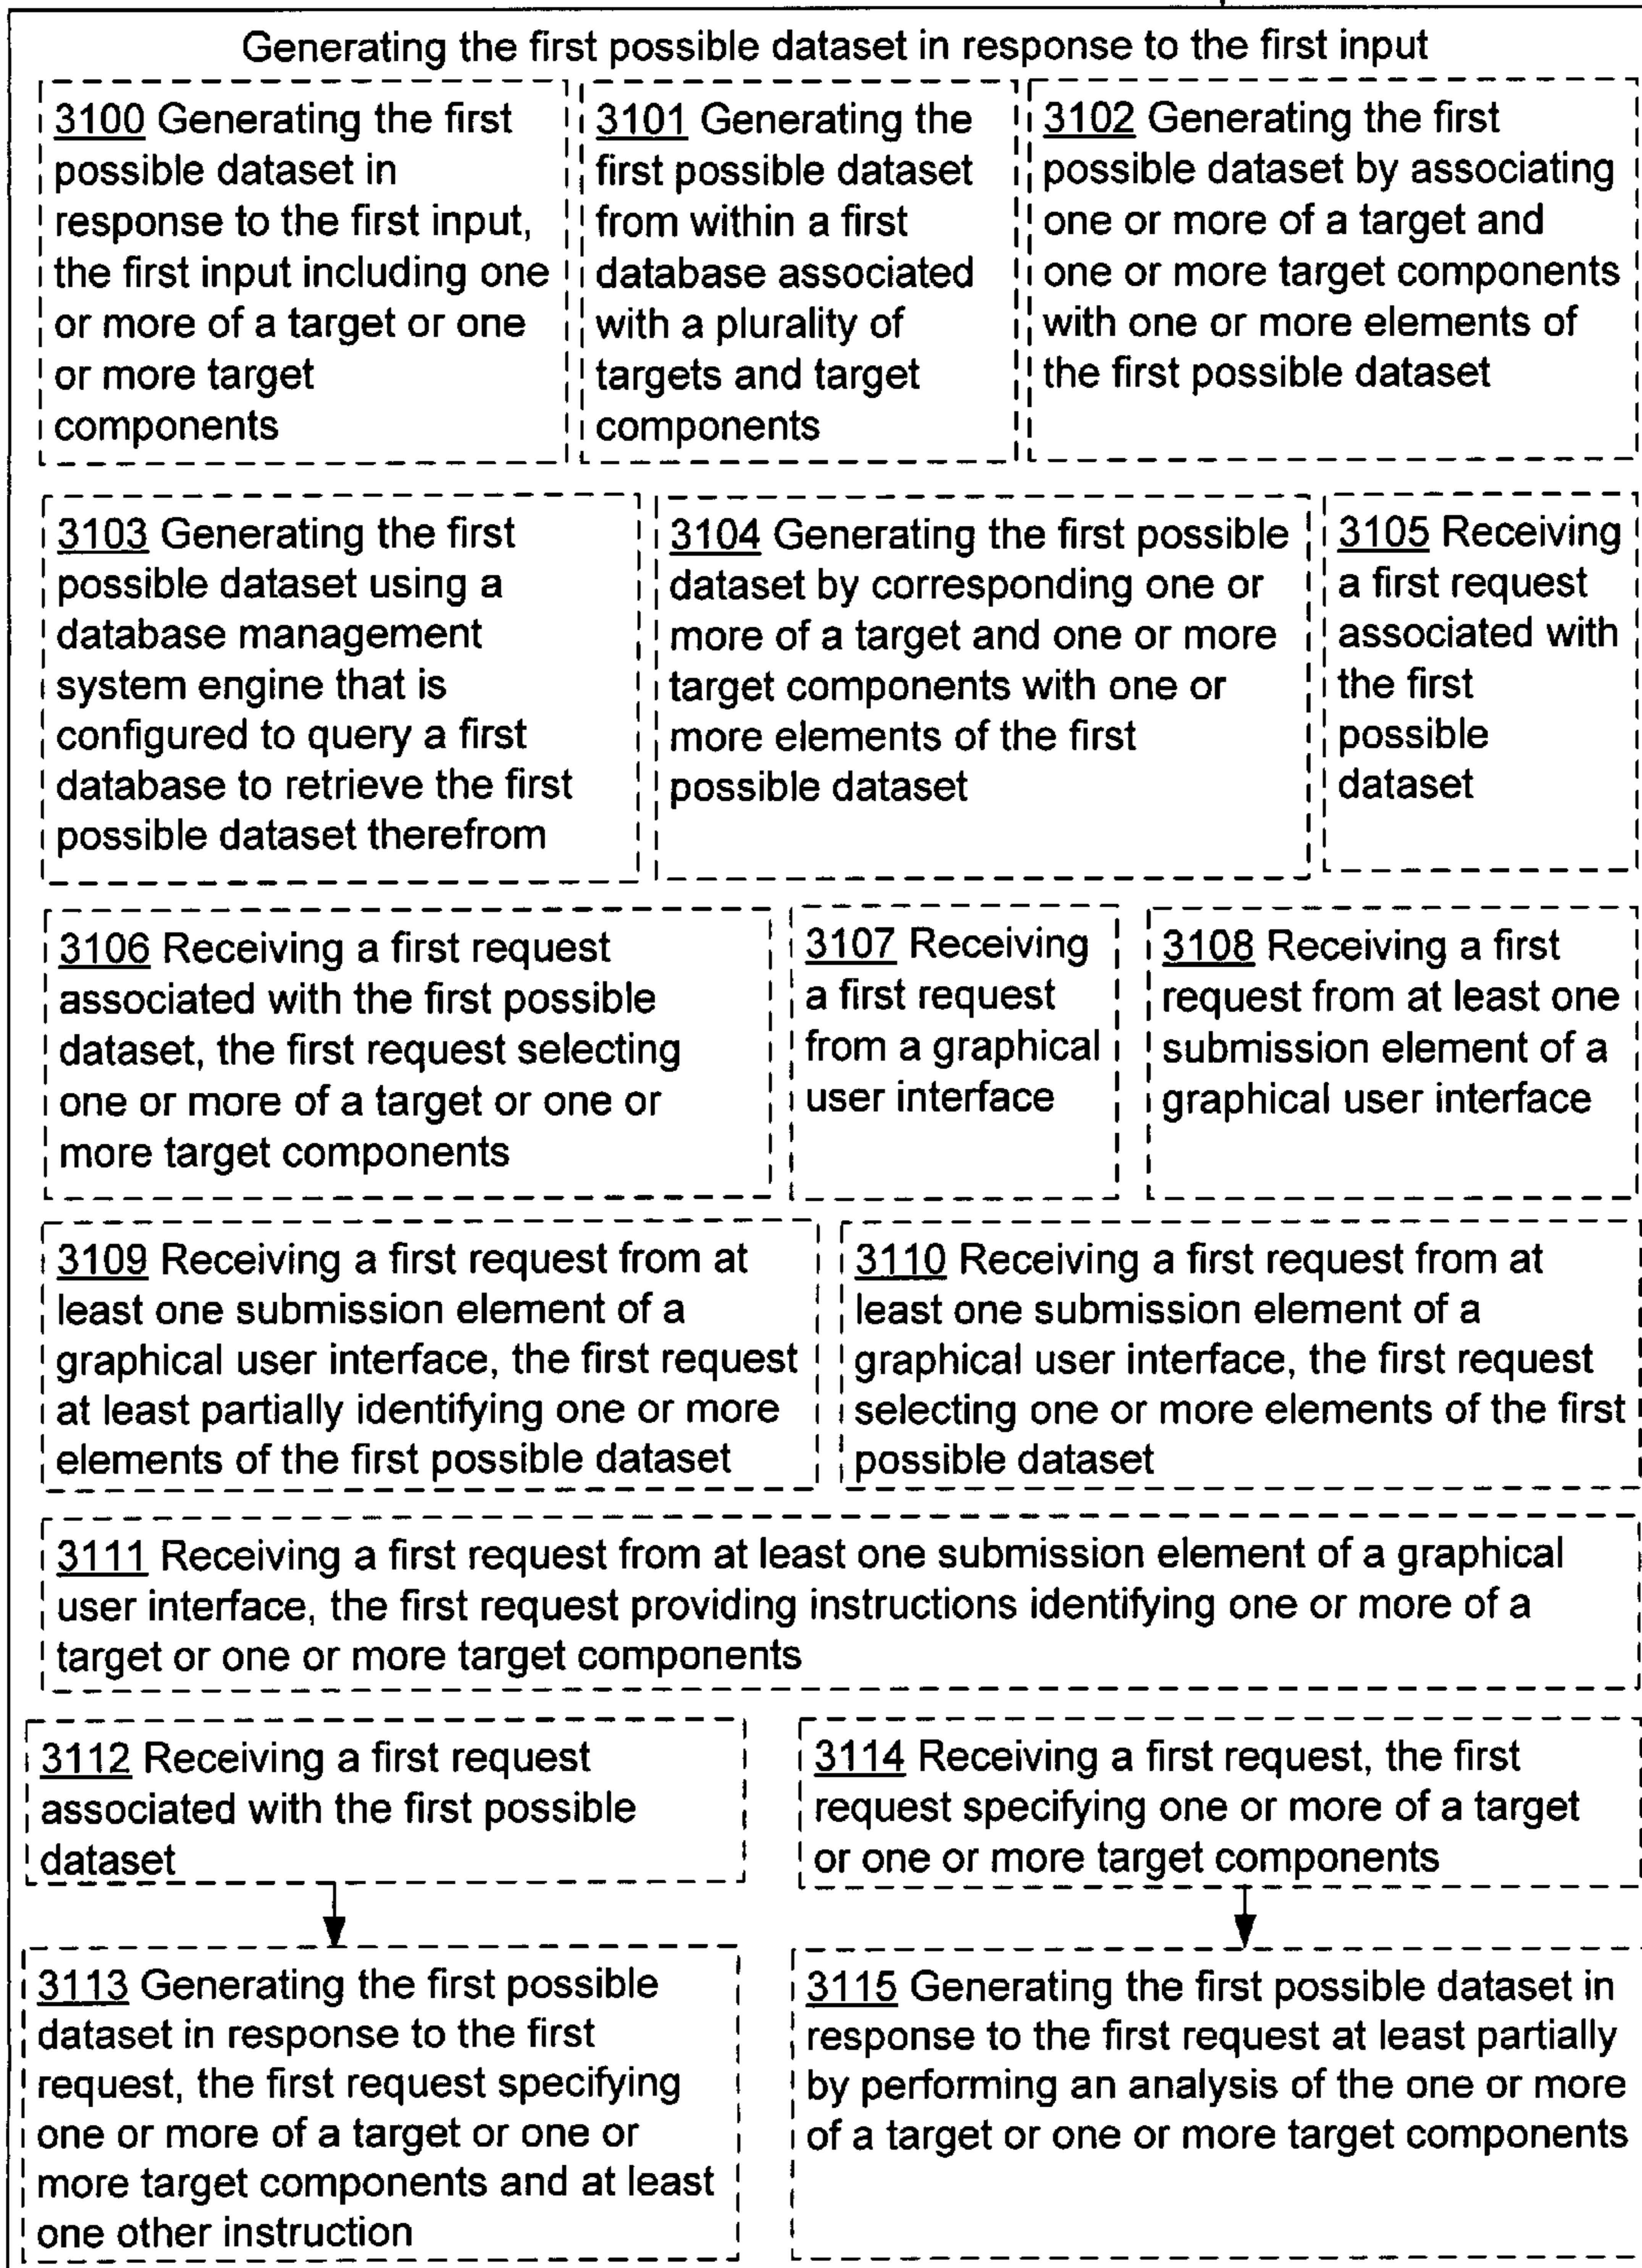 Generating the first possible dataset in response to the first input
3100 Generating the first
possible dataset in
response to the first input,
the first input including one
or more of a target or one
or more target
components
3101 Generating the
first possible dataset
from within a first
database associated
with a plurality of
targets and target
components
3102 Generating the first
possible dataset by associating
one or more of a target and
one or more target components
with one or more elements of
the first possible dataset
3103 Generating the first
possible dataset using a
database management
system engine that is
configured to query a first
database to retrieve the first
possible dataset therefrom
3104 Generating the first possible
dataset by corresponding one or
more of a target and one or more
target components with one or
more elements of the first
possible dataset
3105 Receiving
a first request
associated with
the first
possible
dataset
3106 Receiving a first request
associated with the first possible
dataset, the first request selecting
one or more of a target or one or
more target components
3107 Receiving
a first request
from a graphical
user interface
3108 Receiving a first
request from at least one
submission element of a
graphical user interface
3109 Receiving a first request from at
least one submission element of a
graphical user interface, the first request
at least partially identifying one or more
elements of the first possible dataset
3110 Receiving a first request from at
least one submission element of a
graphical user interface, the first request
selecting one or more elements of the first
possible dataset
3111 Receiving a first request from at least one submission element of a graphical
user interface, the first request providing instructions identifying one or more of a
target or one or more target components
3112 Receiving a first request
associated with the first possible
dataset
3114 Receiving a first request, the first
request specifying one or more of a target
or one or more target components
3113 Generating the first possible
dataset in response to the first
request, the first request specifying
one or more of a target or one or
more target components and at least
one other instruction
3115 Generating the first possible dataset in
response to the first request at least partially
by performing an analysis of the one or more
of a target or one or more target components